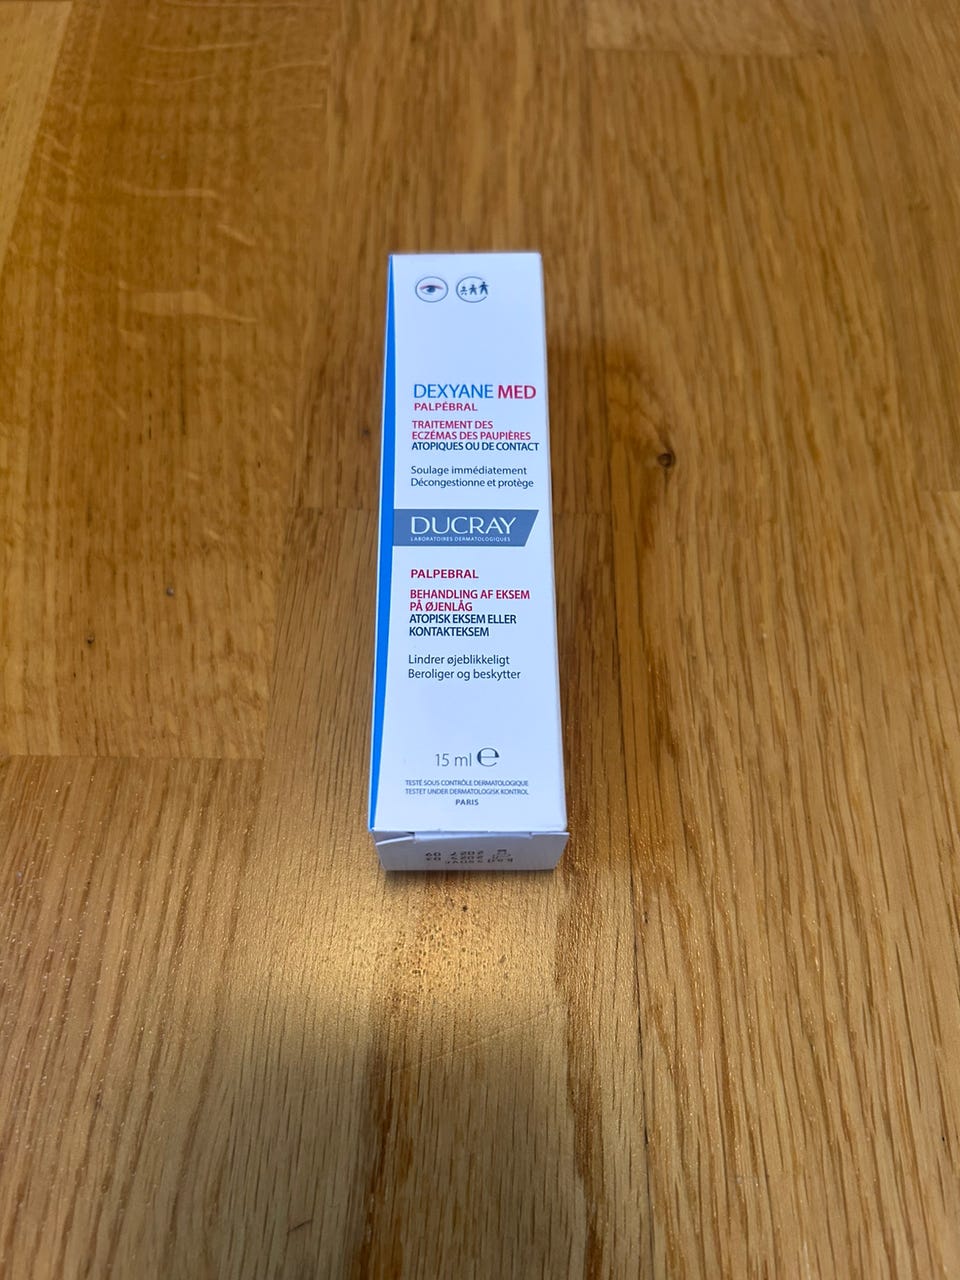 DEXYANE MED
PALPÉBRAL
TRAITEMENT DES
ECZÉMAS DES PAUPIÈRES
ATOPIQUES OU DE CONTACT
Soulage immédiatement
Décongestionne et protège
DUCRAY
LABORATOIRES DERMATOLOGIQUES
PALPEBRAL
BEHANDLING AF EKSEM
PÅ ØJENLÅG
ATOPISK EKSEM ELLER
KONTAKTEKSEM
Lindrer øjeblikkeligt
Beroliger og beskytter
15 ml ℮
TESTÉ SOUS CONTRÔLE DERMATOLOGIQUE
TESTET UNDER DERMATOLOGISK KONTROL
PARIS